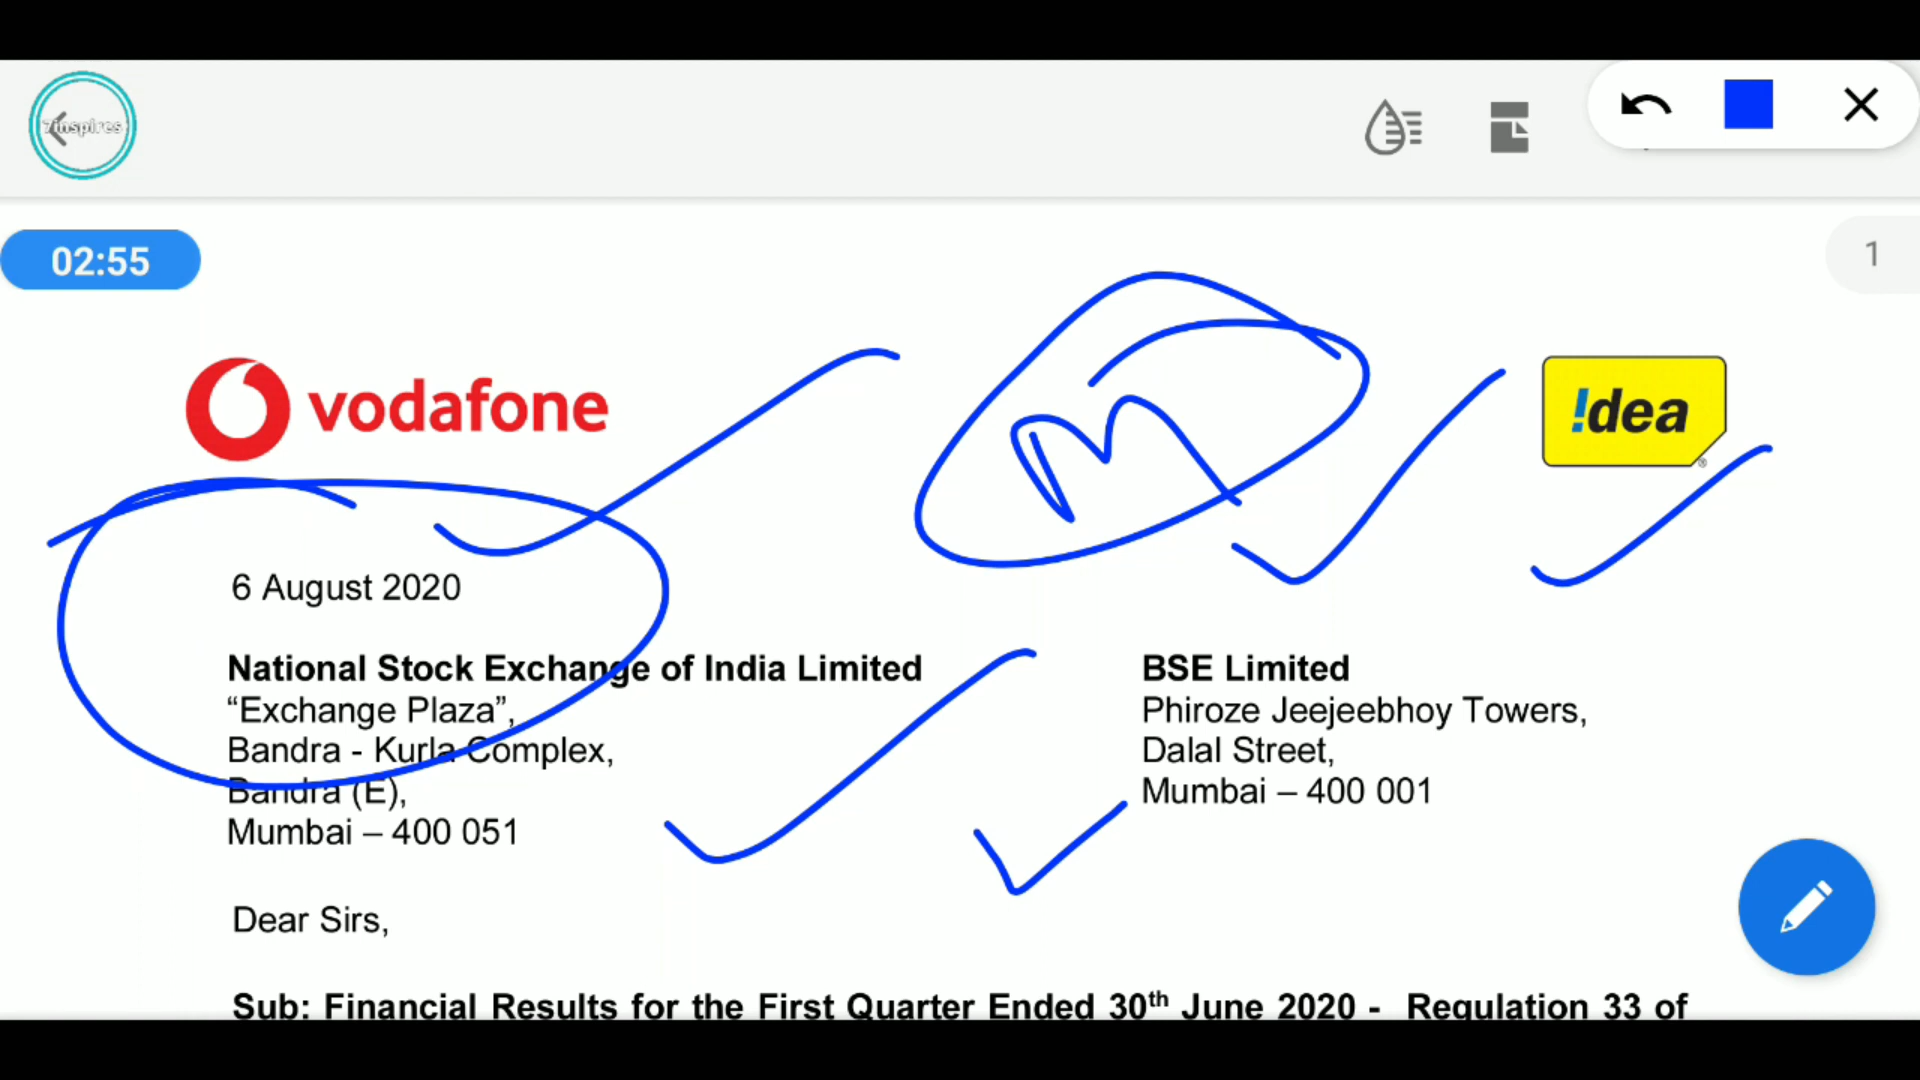 7inspires
02:55
1
vodafone
!dea
®
M
6 August 2020
National Stock Exchange of India Limited
“Exchange Plaza”,
Bandra - Kurla Complex,
Bandra (E),
Mumbai – 400 051
BSE Limited
Phiroze Jeejeebhoy Towers,
Dalal Street,
Mumbai – 400 001
Dear Sirs,
Sub: Financial Results for the First Quarter Ended 30th June 2020 - Regulation 33 of